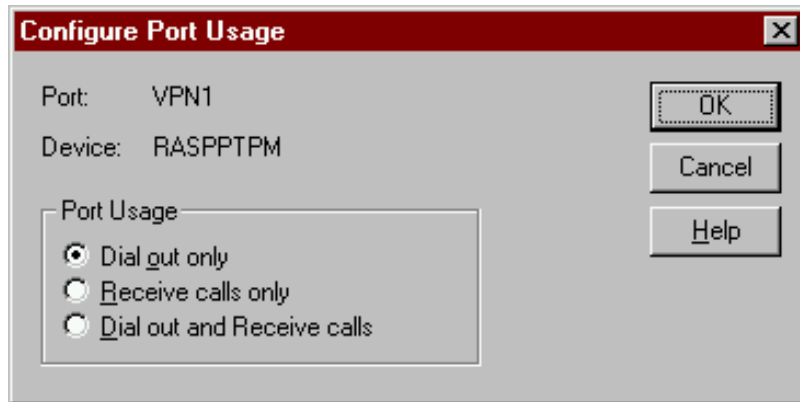 Configure Port Usage
Port: VPN1
Device: RASPPTPM
Port Usage
Dial out only
Receive calls only
Dial out and Receive calls
OK
Cancel
Help